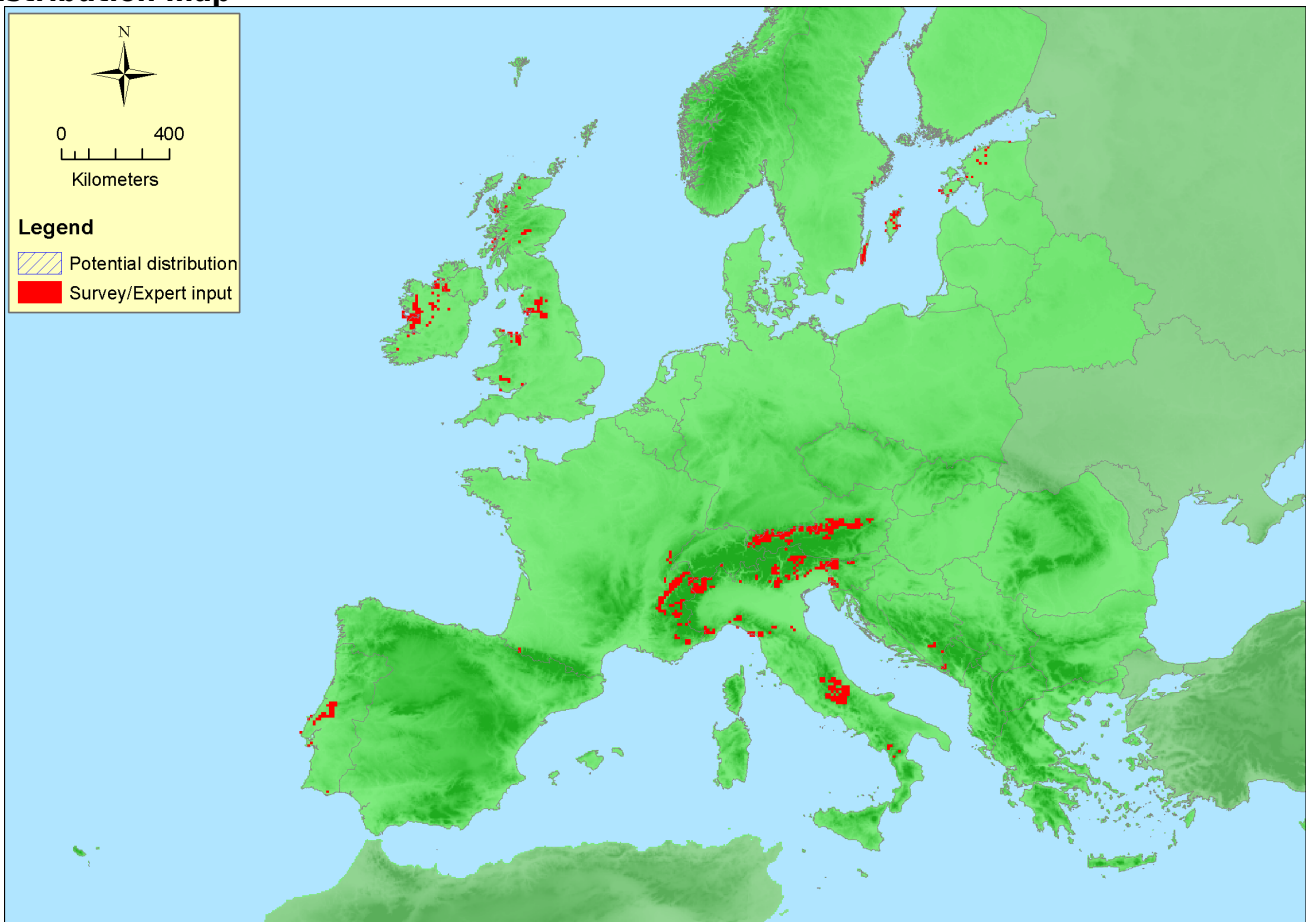 N
0 400
Kilometers
Legend
Potential distribution
Survey/Expert input